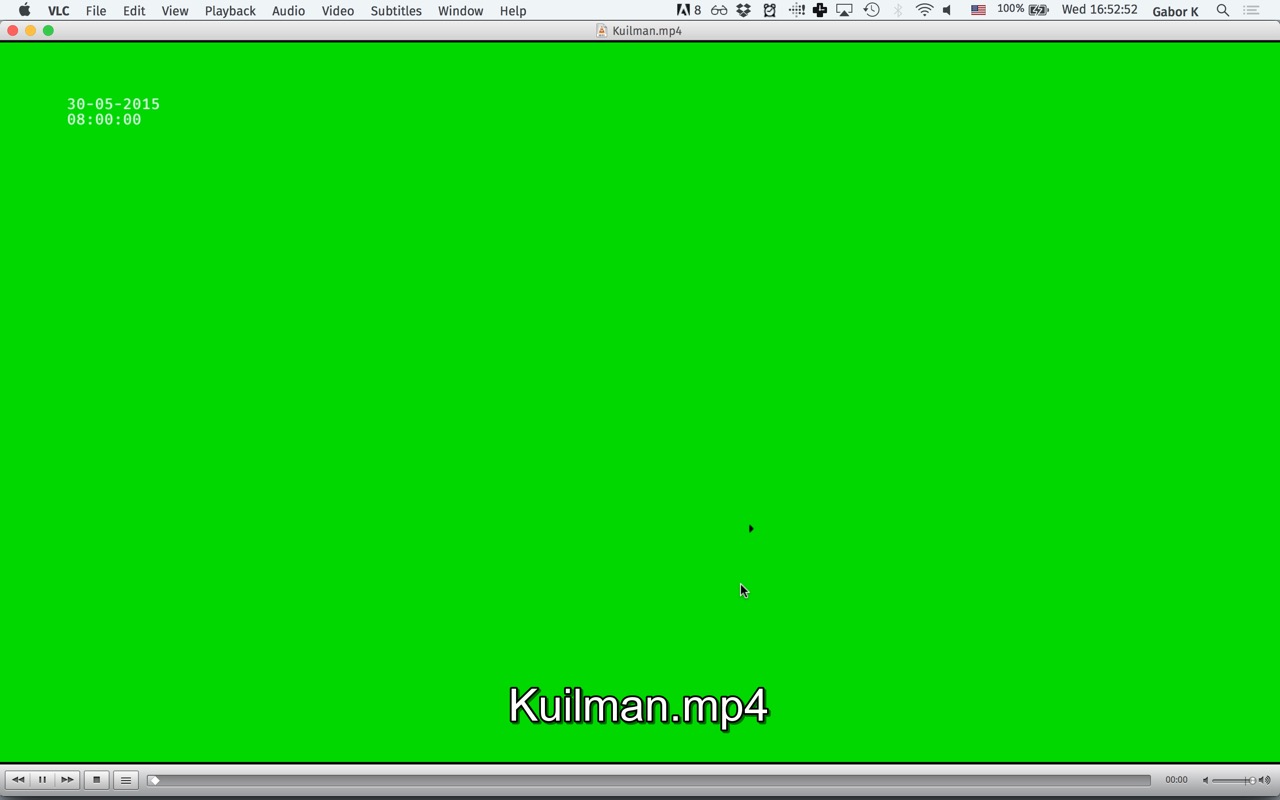 VLC File Edit View Playback Audio Video Subtitles Window Help 8 100% Wed 16:52:52 Gabor K
Kuilman.mp4
30-05-2015
08:00:00
Kuilman.mp4
00:00